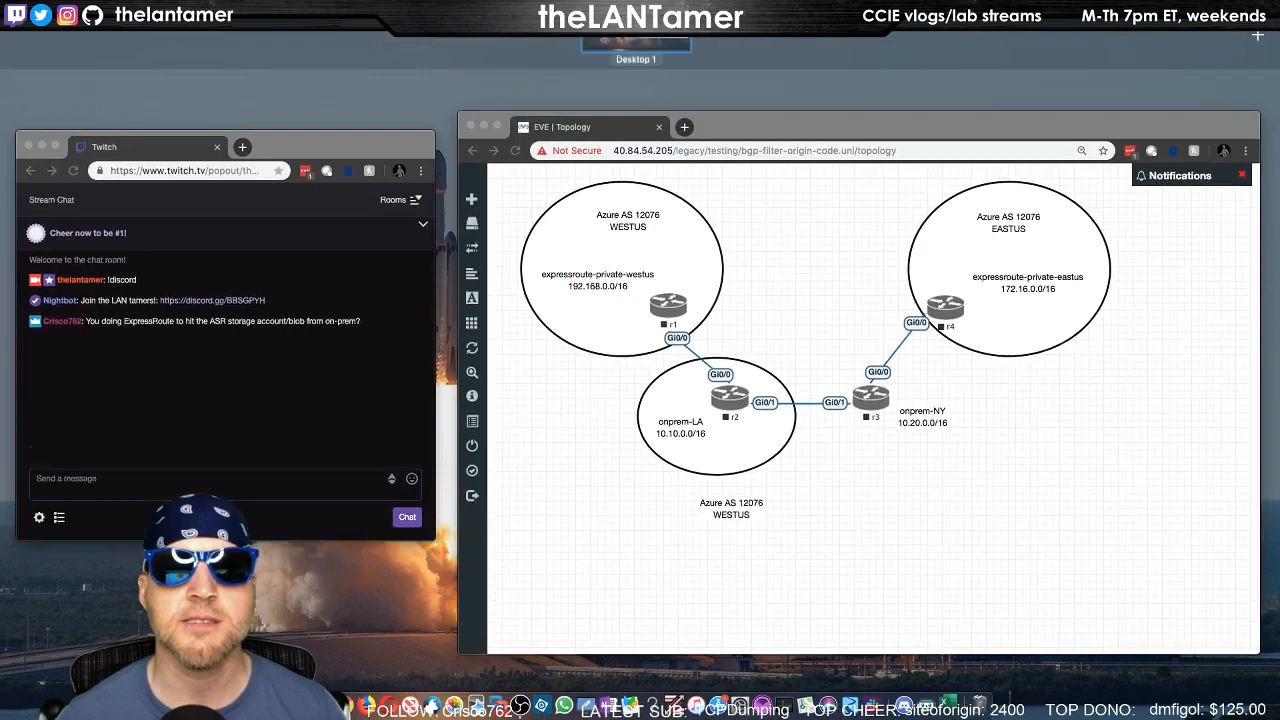 thelantamer
theLANTamer
CCIE vlogs/lab streams
M-Th 7pm ET, weekends
Desktop 1
Twitch
https://www.twitch.tv/popout/th...
Stream Chat
Rooms
Cheer now to be #1!
Welcome to the chat room!
thelantamer: !discord
Nightbot: Join the LAN tamers!: https://discord.gg/BBSGPYH
Crisco762: You doing ExpressRoute to hit the ASR storage account/blob from on-prem?
Send a message
Chat
EVE | Topology
Not Secure
40.84.54.205/legacy/testing/bgp-filter-origin-code.unl/topology
Notifications
Azure AS 12076
WESTUS
expressroute-private-westus
192.168.0.0/16
r1
Gi0/0
Azure AS 12076
EASTUS
expressroute-private-eastus
172.16.0.0/16
Gi0/0
r4
Gi0/0
Gi0/1
r2
onprem-LA
10.10.0.0/16
Gi0/0
Gi0/1
r3
onprem-NY
10.20.0.0/16
Azure AS 12076
WESTUS
FOLLOW: Crisco762
LATEST SUB: TCPDumping
TOP CHEER: siteoforigin: 2400
TOP DONO: dmfigol: $125.00